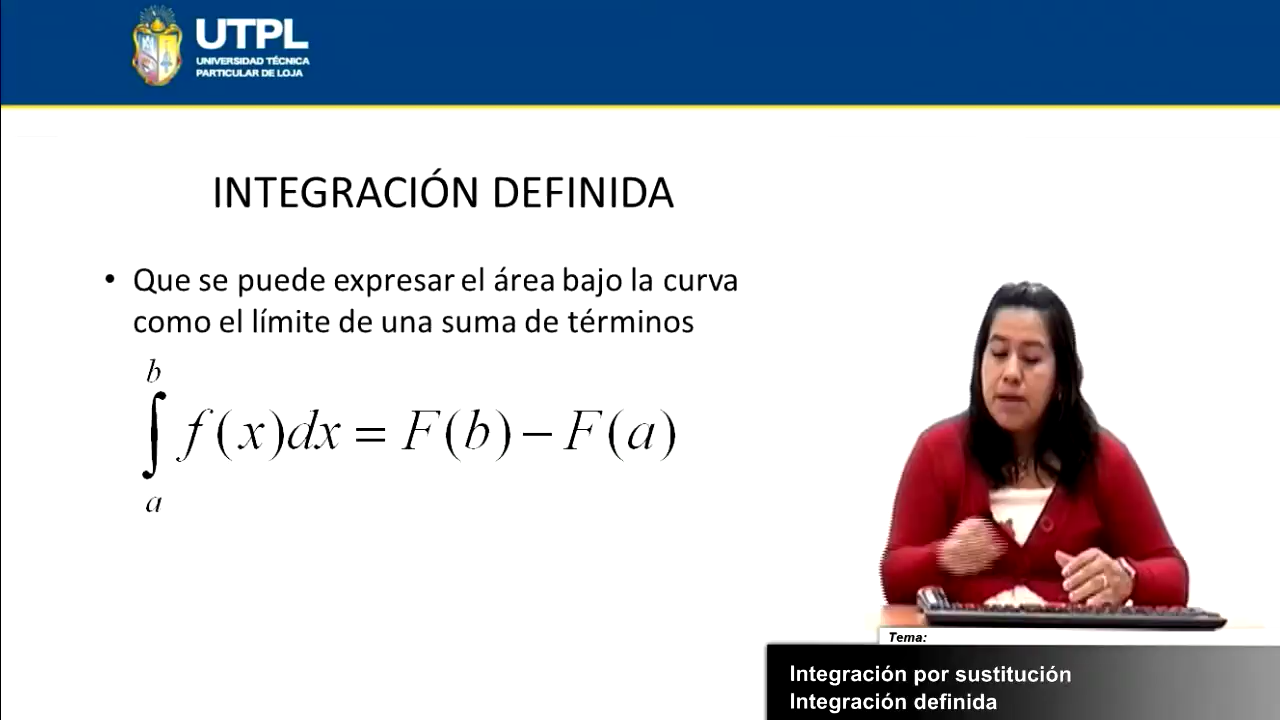 UTPL
UNIVERSIDAD TÉCNICA
PARTICULAR DE LOJA
INTEGRACIÓN DEFINIDA
• Que se puede expresar el área bajo la curva
como el límite de una suma de términos
∫_a^b f(x)dx = F(b) − F(a)
Tema:
Integración por sustitución
Integración definida